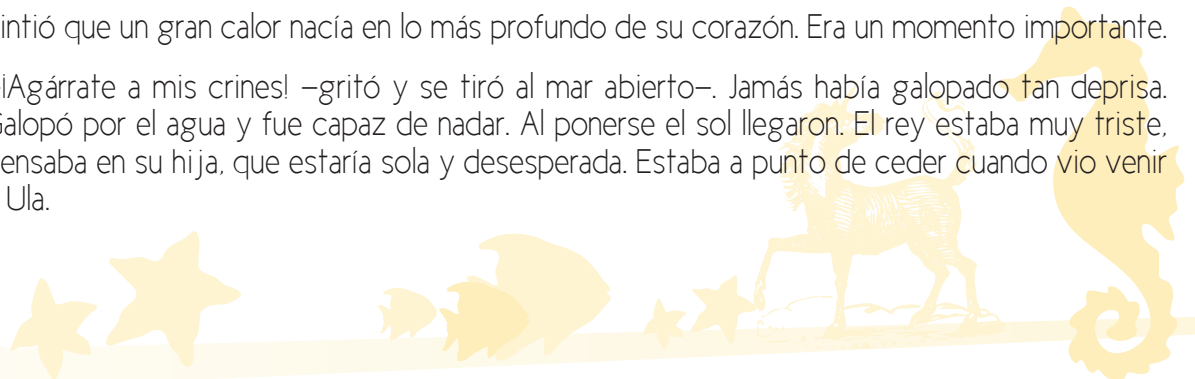 intió que un gran calor nacía en lo más profundo de su corazón. Era un momento importante.
¡Agárrate a mis crines! –gritó y se tiró al mar abierto–. Jamás había galopado tan deprisa.
Galopó por el agua y fue capaz de nadar. Al ponerse el sol llegaron. El rey estaba muy triste,
ensaba en su hija, que estaría sola y desesperada. Estaba a punto de ceder cuando vio venir
Ula.